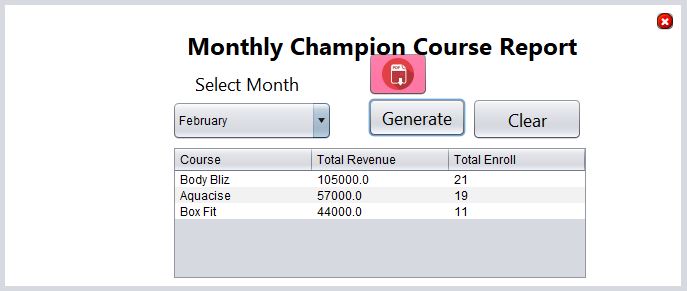 Monthly Champion Course Report
PDF
Select Month
February
Generate
Clear
Course Total Revenue Total Enroll
Body Bliz 105000.0 21
Aquacise 57000.0 19
Box Fit 44000.0 11